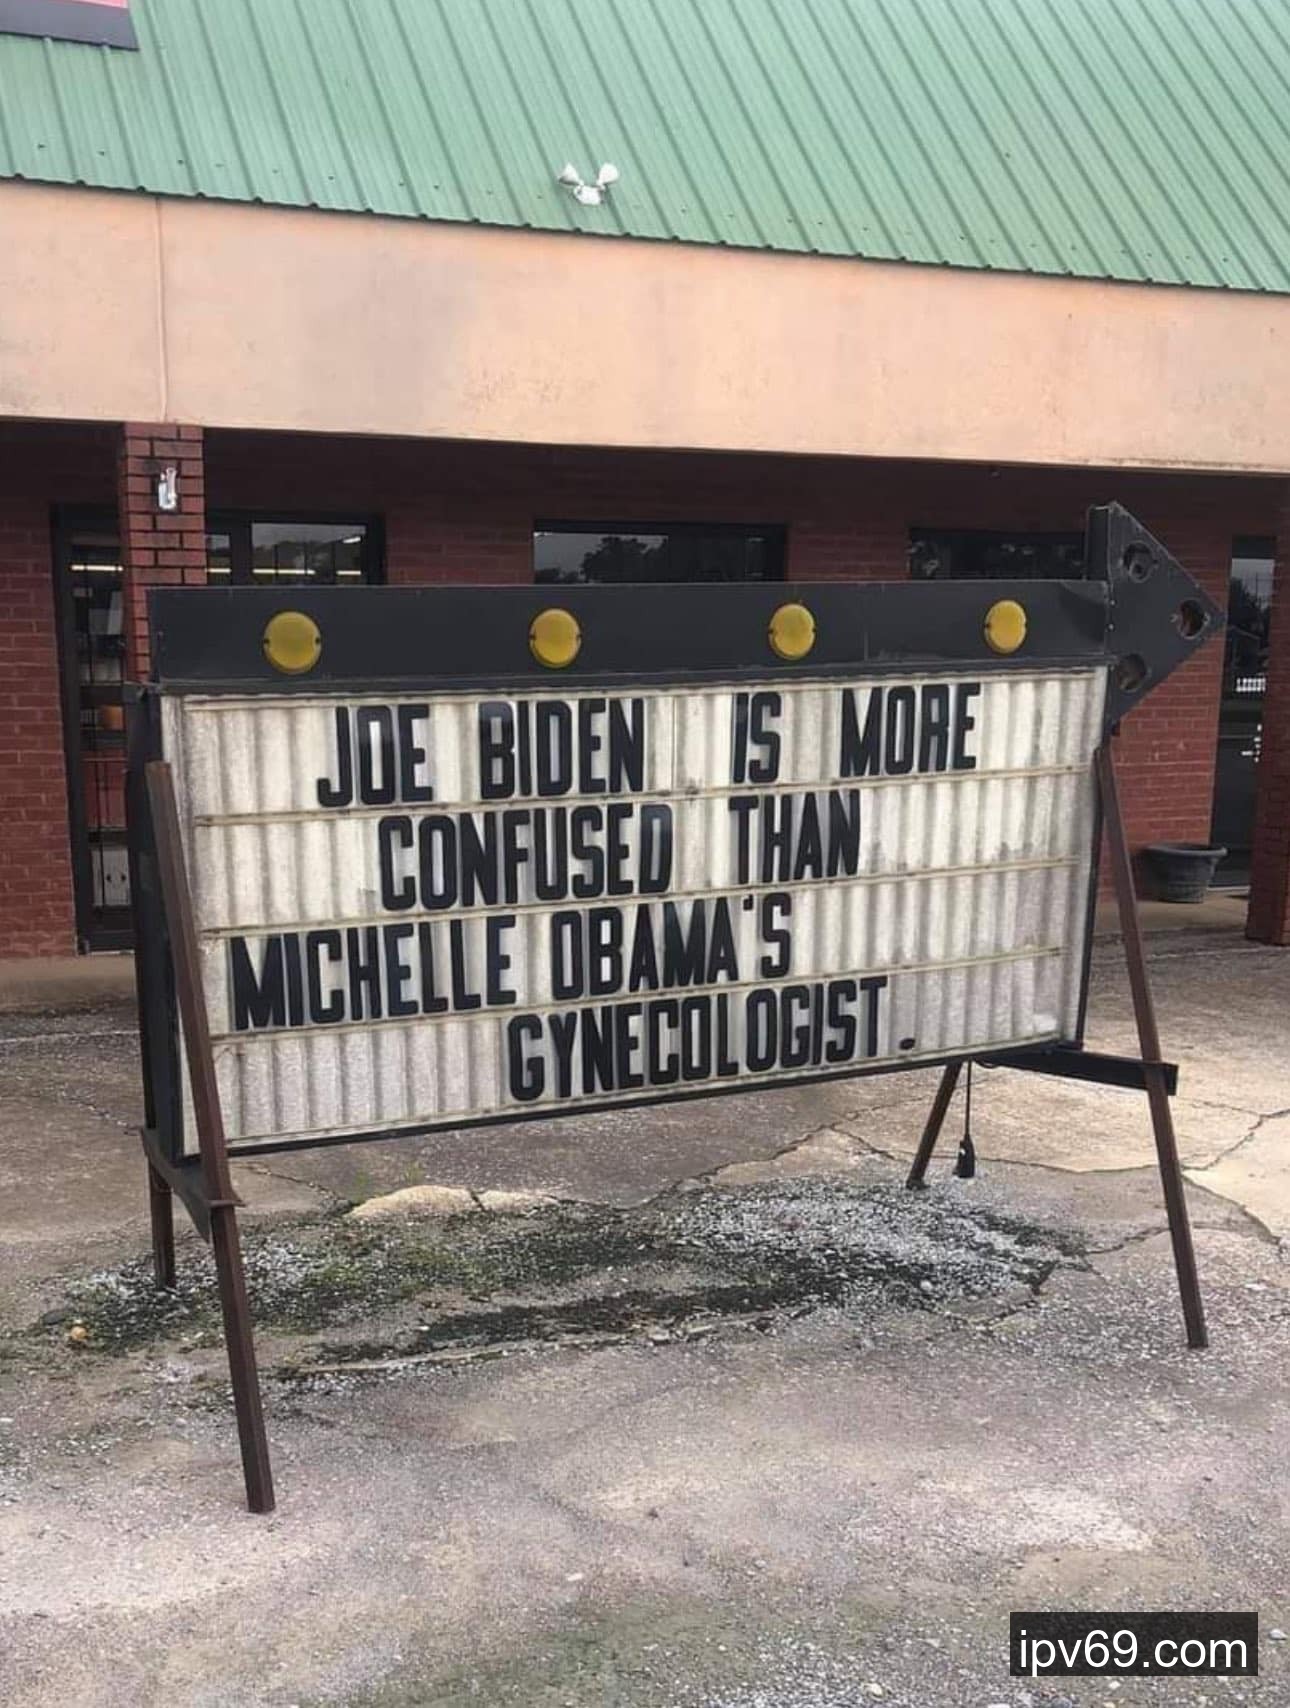 JOE BIDEN IS MORE
CONFUSED THAN
MICHELLE OBAMA'S
GYNECOLOGIST.
ipv69.com